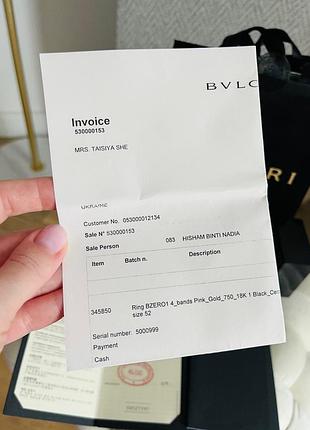 BVLG
Invoice
530000153
MRS. TAISIYA SHE
UKRAINE
Customer No. 053000012134
Sale N° 530000153
Sale Person 083 HISHAM BINTI NADIA
Item Batch n. Description
345850 Ring BZERO1 4_bands Pink_Gold_750_18K 1 Black_Cer
size 52
Serial number: 5000999
Payment
Cash
RI